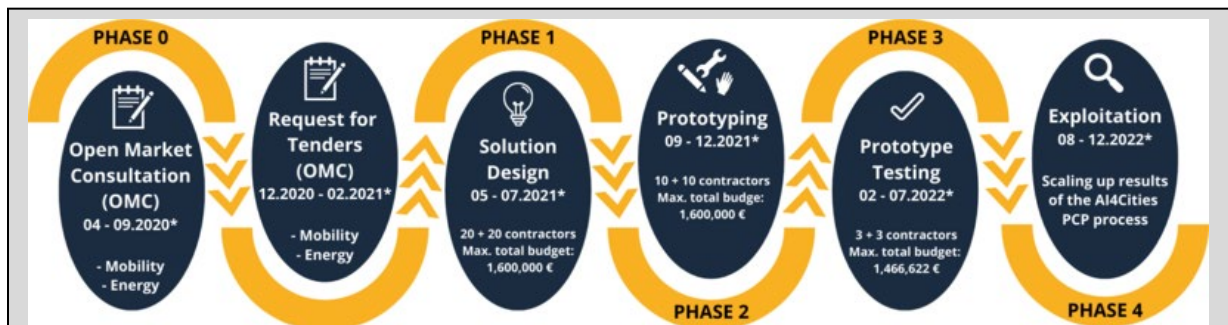 PHASE 0
Open Market
Consultation
(OMC)
04 - 09.2020*
- Mobility
- Energy
Request for
Tenders
(OMC)
12.2020 - 02.2021*
- Mobility
- Energy
PHASE 1
Solution
Design
05 - 07.2021*
20 + 20 contractors
Max. total budget:
1,600,000 €
Prototyping
09 - 12.2021*
10 + 10 contractors
Max. total budge:
1,600,000 €
PHASE 2
PHASE 3
Prototype
Testing
02 - 07.2022*
3 + 3 contractors
Max. total budget:
1,466,622 €
Exploitation
08 - 12.2022*
Scaling up results
of the AI4Cities
PCP process
PHASE 4